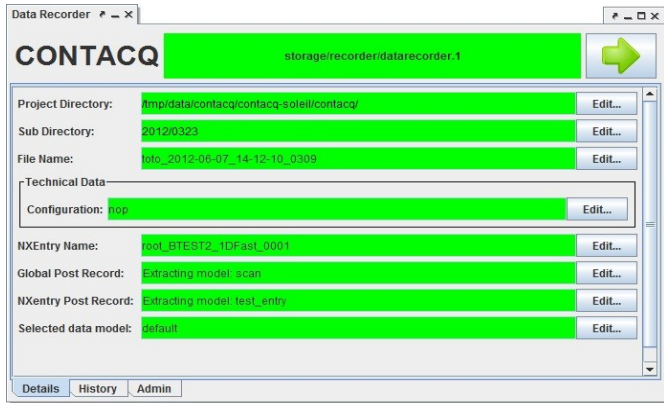 Data Recorder
CONTACQ
storage/recorder/datarecorder.1
Project Directory: /tmp/data/contacq/contacq-soleil/contacq/ Edit...
Sub Directory: 2012/0323 Edit...
File Name: toto_2012-06-07_14-12-10_0309 Edit...
Technical Data
Configuration: nop Edit...
NXEntry Name: root_BTEST2_1DFast_0001 Edit...
Global Post Record: Extracting model: scan Edit...
NXentry Post Record: Extracting model: test_entry Edit...
Selected data model: default Edit...
Details History Admin